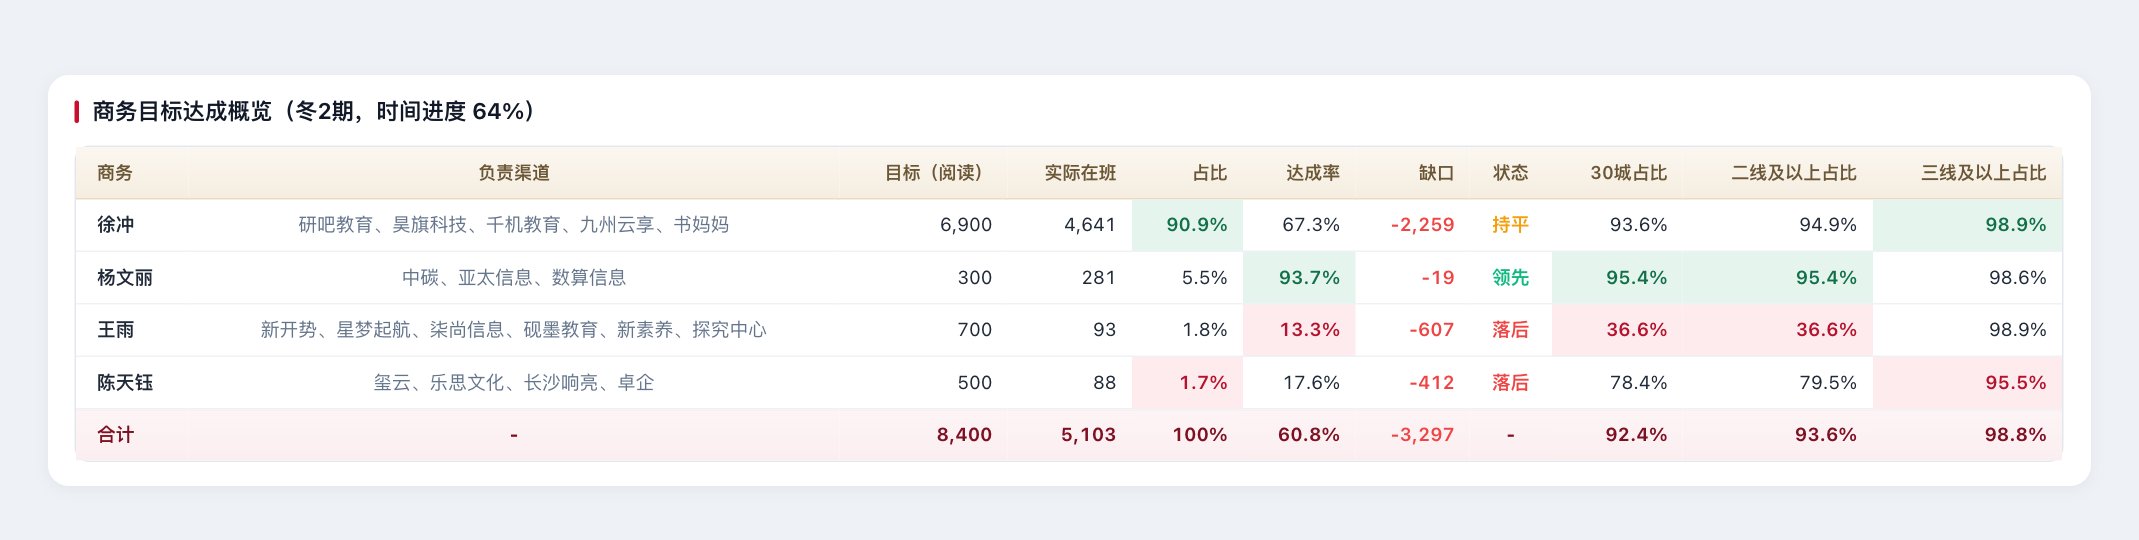 商务目标达成概览（冬2期，时间进度 64%）
商务 负责渠道 目标（阅读） 实际在班 占比 达成率 缺口 状态 30城占比 二线及以上占比 三线及以上占比
徐冲 研吧教育、昊旗科技、千机教育、九州云享、书妈妈 6,900 4,641 90.9% 67.3% -2,259 持平 93.6% 94.9% 98.9%
杨文丽 中碳、亚太信息、数算信息 300 281 5.5% 93.7% -19 领先 95.4% 95.4% 98.6%
王雨 新开势、星梦起航、柒尚信息、砚墨教育、新素养、探究中心 700 93 1.8% 13.3% -607 落后 36.6% 36.6% 98.9%
陈天钰 玺云、乐思文化、长沙响亮、卓企 500 88 1.7% 17.6% -412 落后 78.4% 79.5% 95.5%
合计 - 8,400 5,103 100% 60.8% -3,297 - 92.4% 93.6% 98.8%